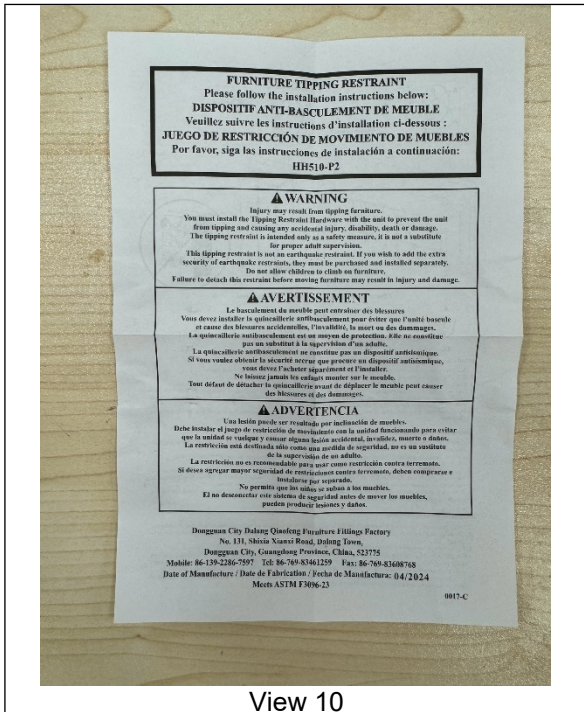 FURNITURE TIPPING RESTRAINT
Please follow the installation instructions below:
DISPOSITIF ANTI-BASCULEMENT DE MEUBLE
Veuillez suivre les instructions d'installation ci-dessous :
JUEGO DE RESTRICCIÓN DE MOVIMIENTO DE MUEBLES
Por favor, siga las instrucciones de instalación a continuación:
HH510-P2
⚠WARNING
Injury may result from tipping furniture.
You must install the Tipping Restraint Hardware with the unit to prevent the unit
from tipping and causing any accidental injury, disability, death or damage.
The tipping restraint is intended only as a safety measure, it is not a substitute
for proper adult supervision.
This tipping restraint is not an earthquake restraint. If you wish to add the extra
security of earthquake restraints, they must be purchased and installed separately.
Do not allow children to climb on furniture.
Failure to detach this restraint before moving furniture may result in injury and damage.
⚠AVERTISSEMENT
Le basculement du meuble peut entraîner des blessures
Vous devez installer la quincaillerie antibasculement pour éviter que l'unité bascule
et cause des blessures accidentelles, l'invalidité, la mort ou des dommages.
La quincaillerie antibasculement est un moyen de protection. Elle ne constitue
pas un substitut à la supervision d'un adulte.
La quincaillerie antibasculement ne constitue pas un dispositif antisismique.
Si vous voulez obtenir la sécurité accrue que procure un dispositif antisismique,
vous devez l'acheter séparément et l'installer.
Ne laissez jamais les enfants monter sur le meuble.
Tout défaut de détacher la quincaillerie avant de déplacer le meuble peut causer
des blessures et des dommages.
⚠ADVERTENCIA
Una lesión puede ser resultado por inclinación de muebles.
Debe instalar el juego de restricción de movimiento con la unidad funcionando para evitar
que la unidad se vuelque y causar alguna lesión accidental, invalidez, muerte o daños.
La restricción está destinada sólo como una medida de seguridad, no es un sustituto
de la supervisión de un adulto.
La restricción no es recomendable para usar como restricción contra terremoto.
Si desea agregar mayor seguridad de restricciones contra terremoto, deben comprarse e
instalarse por separado.
No permita que los niños se suban a los muebles.
El no desconectar este sistema de seguridad antes de mover los muebles,
pueden producir lesiones y daños.
Dongguan City Dalang Qiaofeng Furniture Fittings Factory
No. 131, Shixia Xianxi Road, Dalang Town,
Dongguan City, Guangdong Province, China, 523775
Mobile: 86-139-2286-7597 Tel: 86-769-83461259 Fax: 86-769-83608768
Date of Manufacture / Date de Fabrication / Fecha de Manufactura: 04/2024
Meets ASTM F3096-23
0017-C
View 10